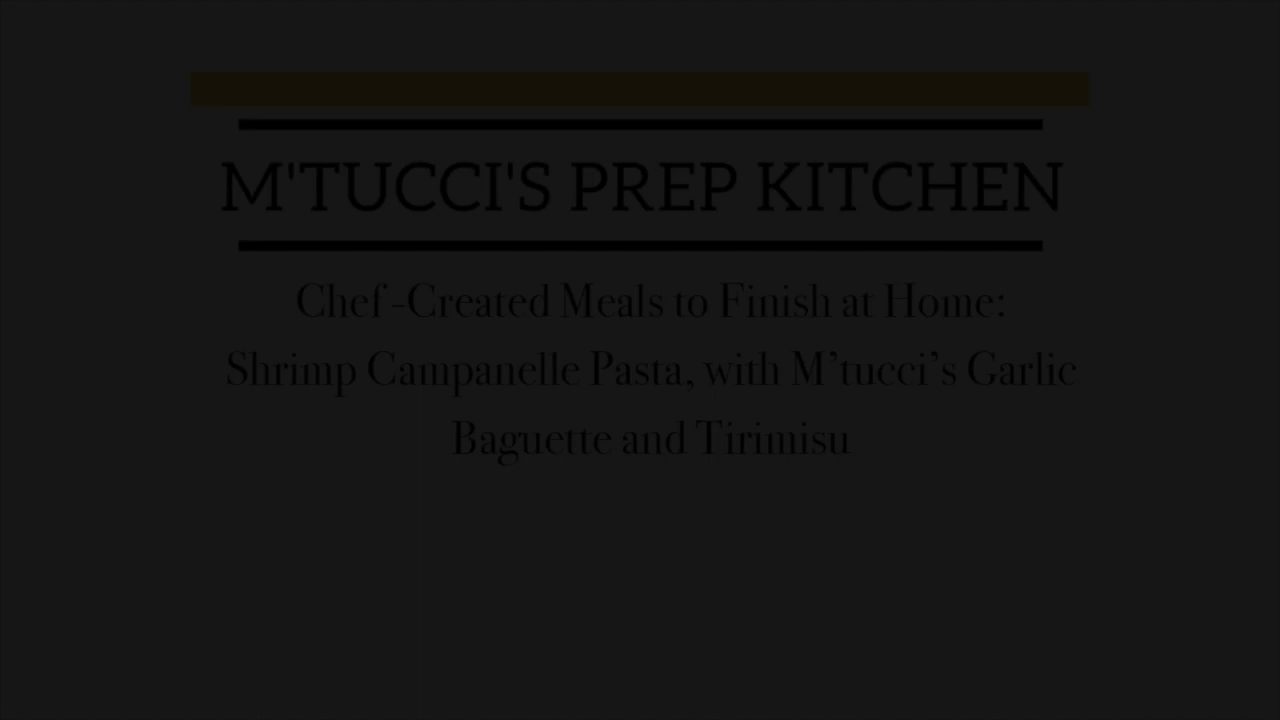 M'TUCCI'S PREP KITCHEN
Chef-Created Meals to Finish at Home:
Shrimp Campanelle Pasta, with M’tucci’s Garlic
Baguette and Tirimisu